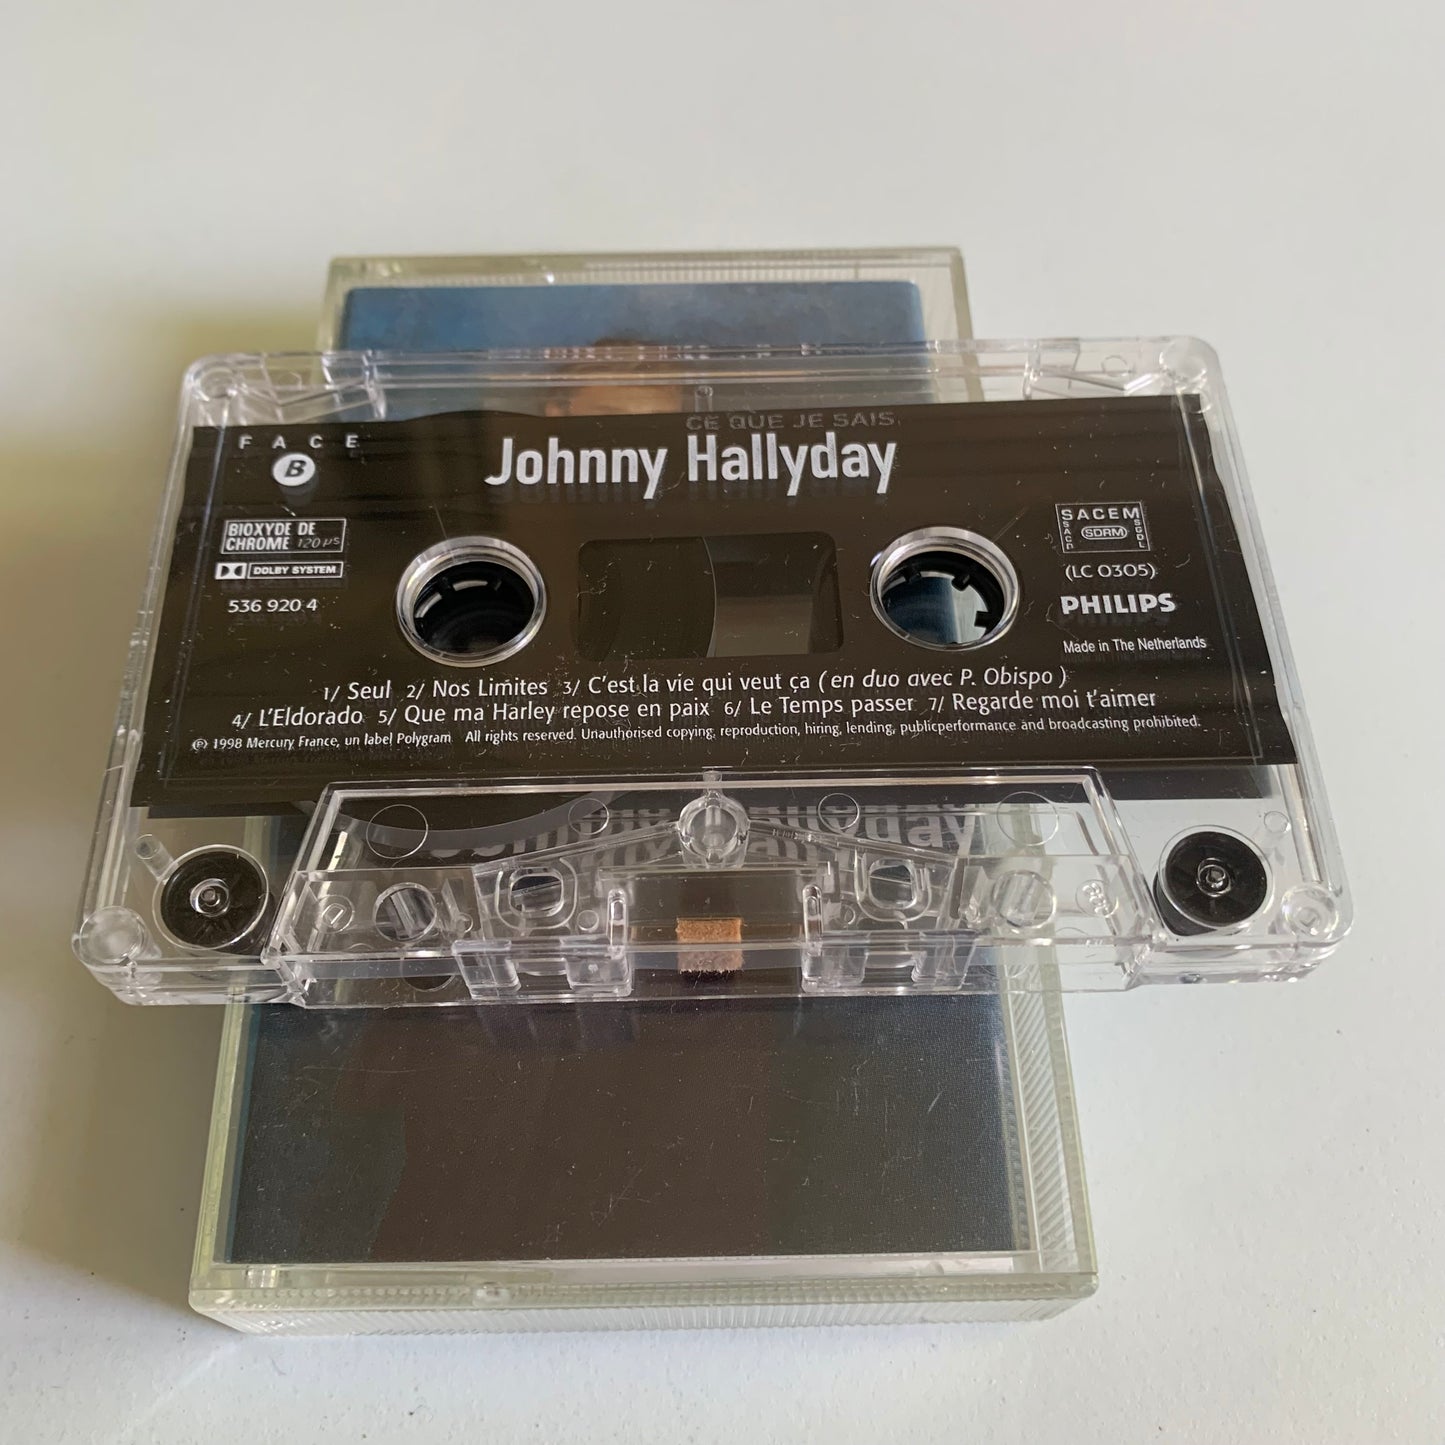 CE QUE JE SAIS
Johnny Hallyday
FACE
B
BIOXYDE DE
CHROME 120 µs
DOLBY SYSTEM
536 920 4
SACEM
SACD
SDRM
SGDL
(LC 0305)
PHILIPS
Made in The Netherlands
1/ Seul 2/ Nos Limites 3/ C'est la vie qui veut ça ( en duo avec P. Obispo )
4/ L'Eldorado 5/ Que ma Harley repose en paix 6/ Le Temps passer 7/ Regarde moi t'aimer
℗ 1998 Mercury France, un label Polygram All rights reserved. Unauthorised copying, reproduction, hiring, lending, publicperformance and broadcasting prohibited.